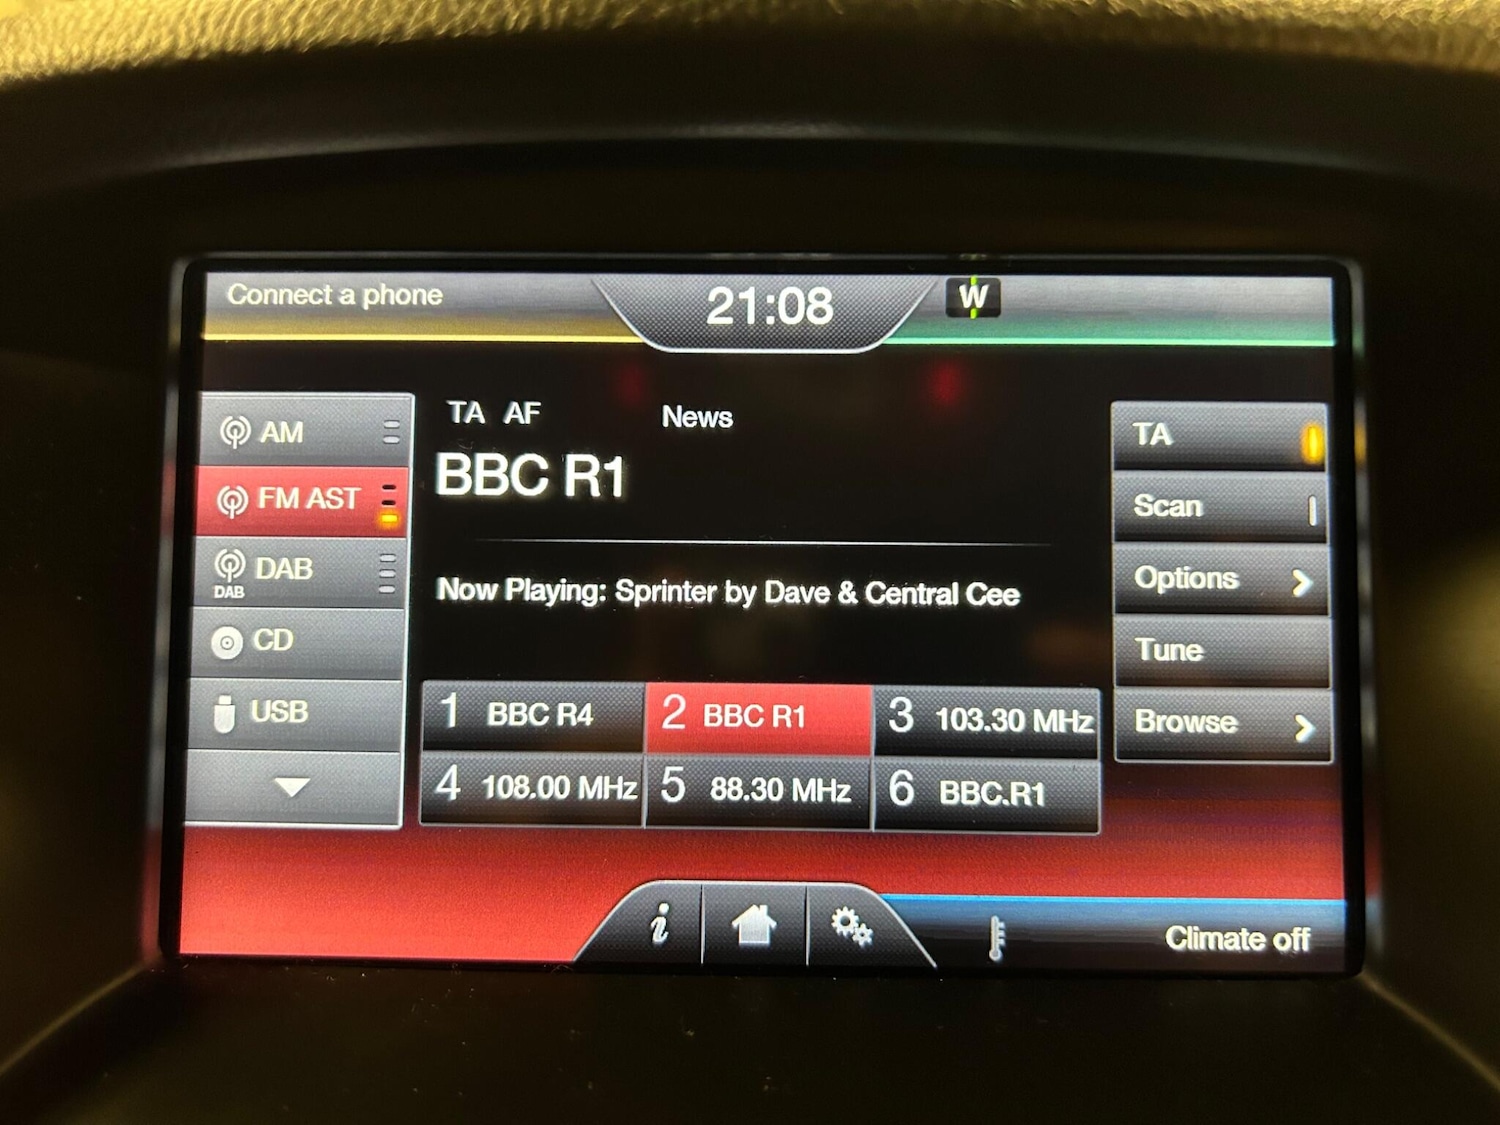 Connect a phone
21:08
W
AM
FM AST
DAB
DAB
CD
USB
TA AF
News
BBC R1
Now Playing: Sprinter by Dave & Central Cee
1 BBC R4
2 BBC R1
3 103.30 MHz
4 108.00 MHz
5 88.30 MHz
6 BBC.R1
TA
Scan
Options
Tune
Browse
i
Climate off